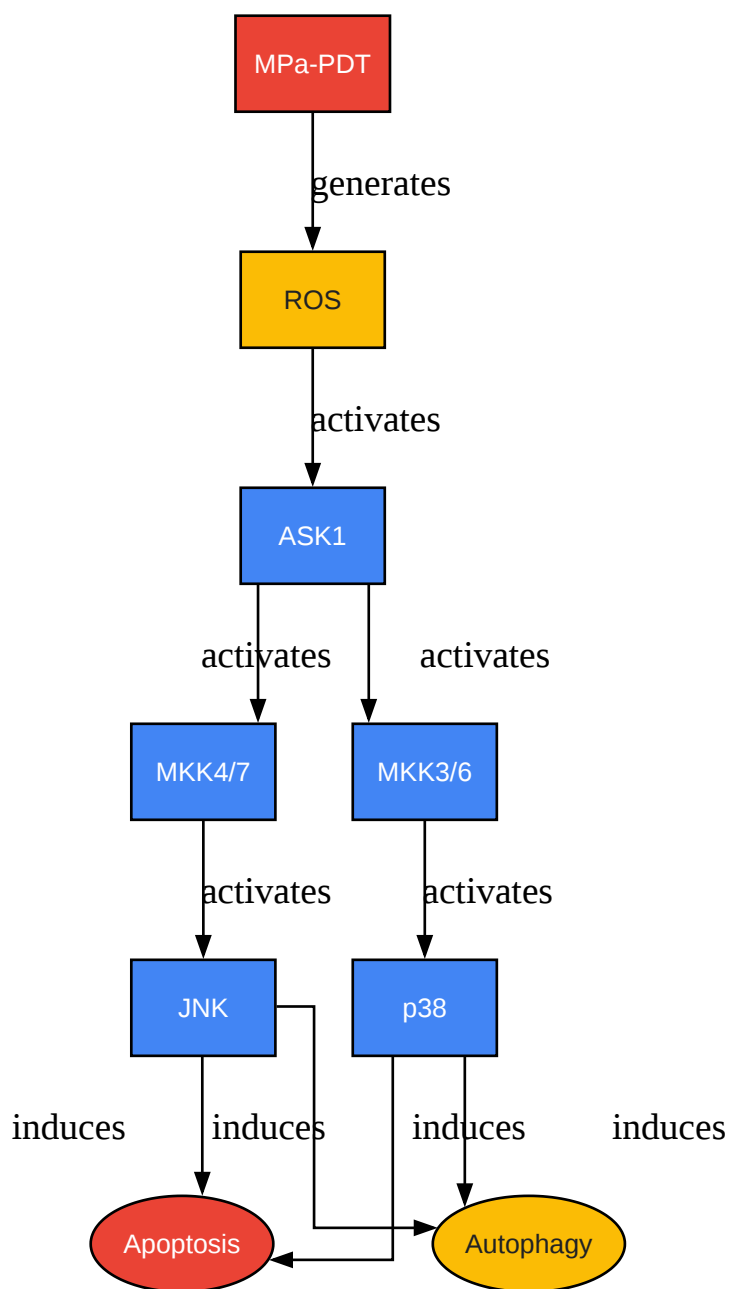 MPa-PDT
generates
ROS
activates
ASK1
activates activates
MKK4/7 MKK3/6
activates activates
JNK p38
induces induces induces induces
Apoptosis Autophagy